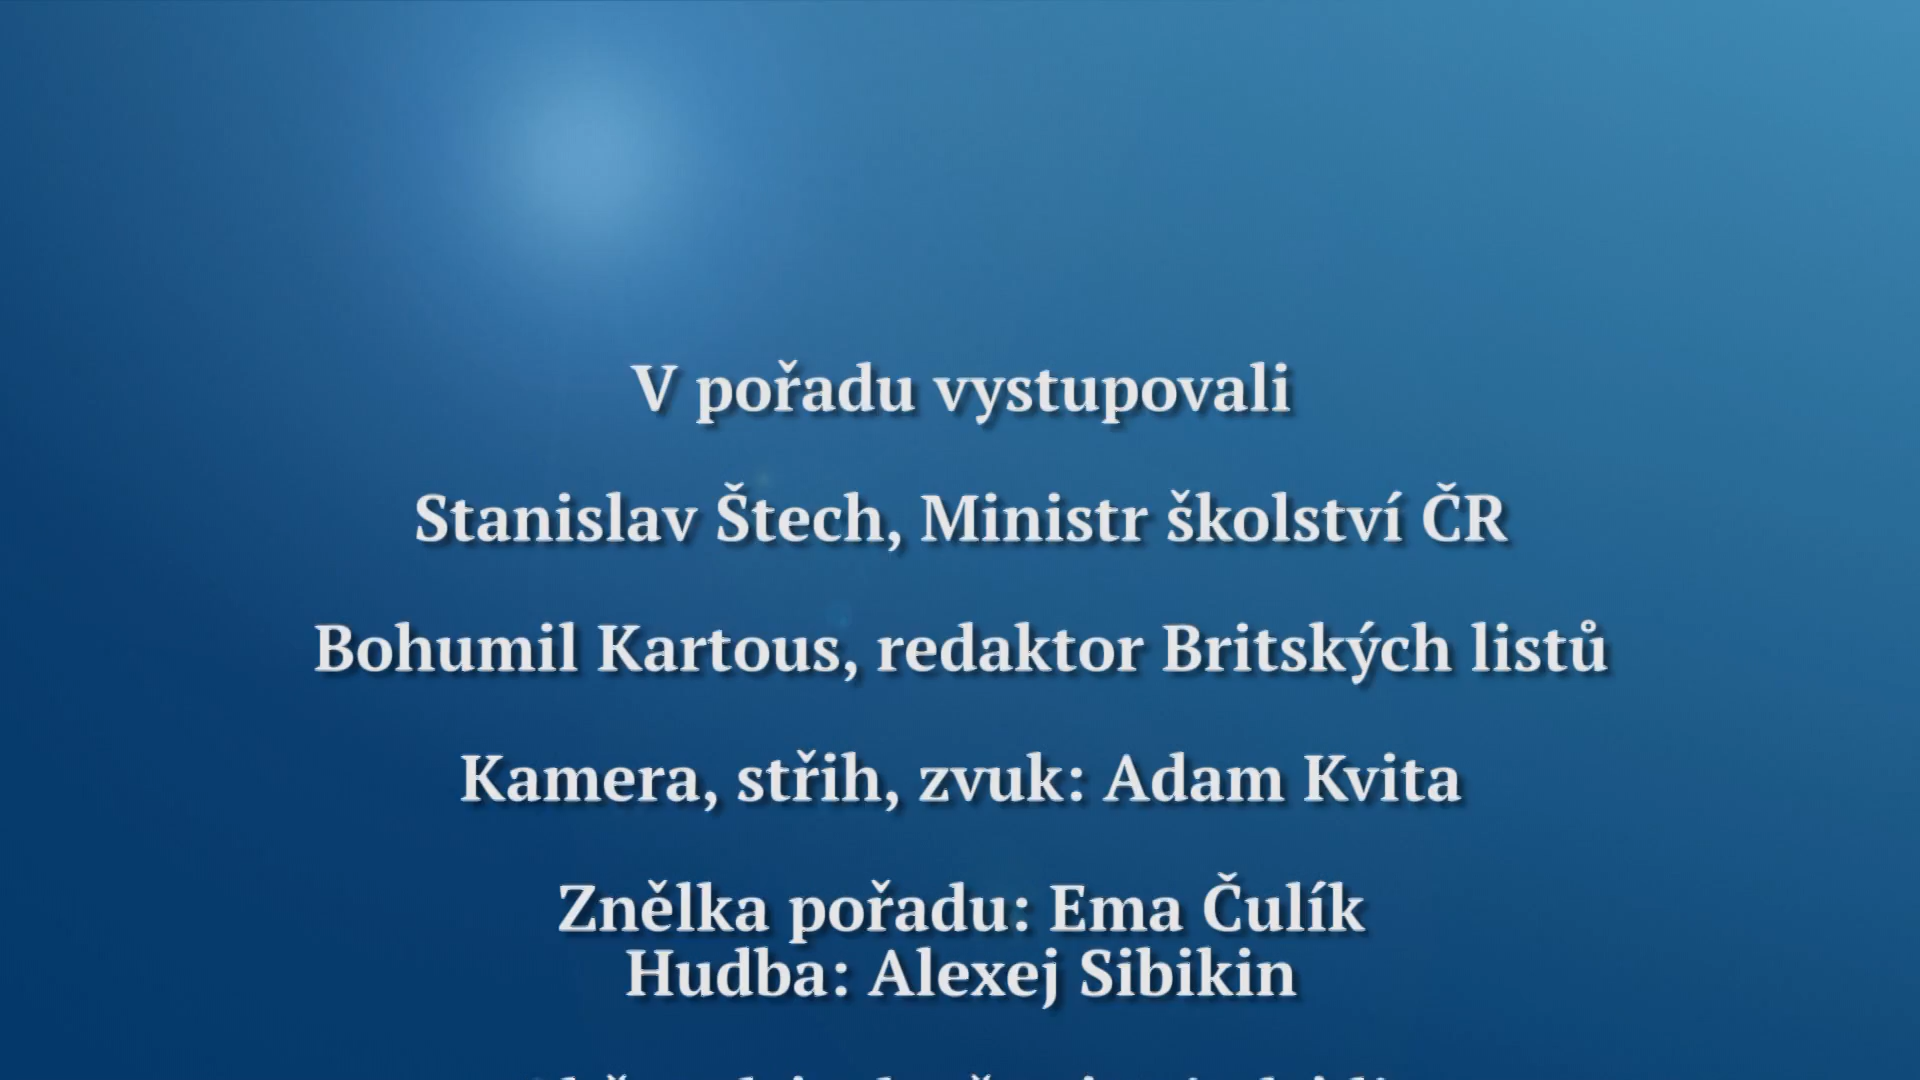 V pořadu vystupovali
Stanislav Štech, Ministr školství ČR
Bohumil Kartous, redaktor Britských listů
Kamera, střih, zvuk: Adam Kvita
Znělka pořadu: Ema Čulík
Hudba: Alexej Sibikin